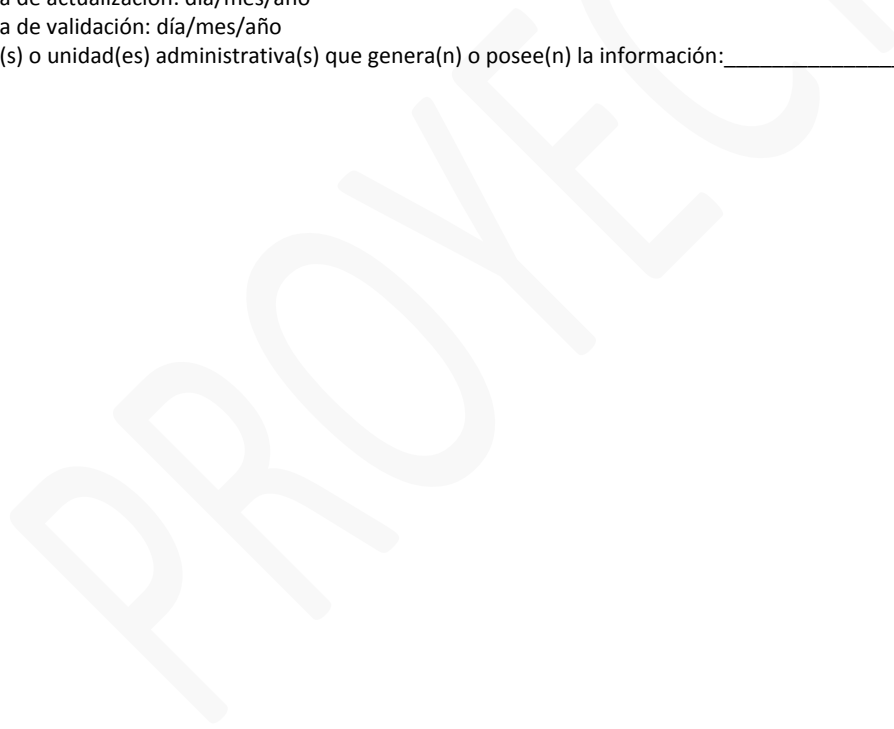 a de actualización: día/mes/año
a de validación: día/mes/año
(s) o unidad(es) administrativa(s) que genera(n) o posee(n) la información:______________
PROYECT